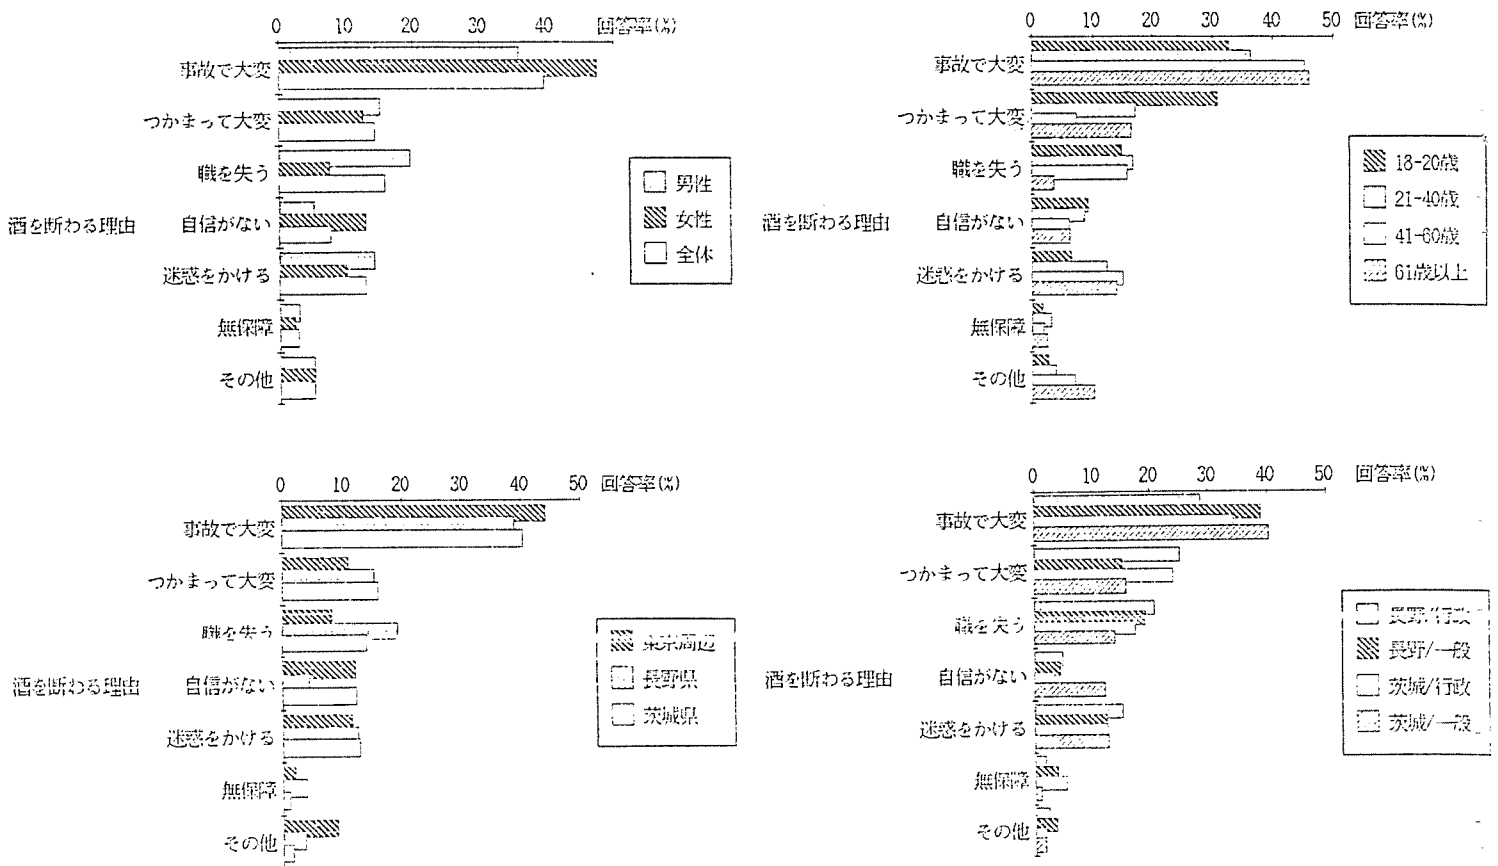 0 10 20 30 40 回答率(%)
事故で大変
つかまって大変
職を失う
酒を断わる理由 自信がない
迷惑をかける
無保障
その他
男性
女性
全体
0 10 20 30 40 50 回答率(%)
事故で大変
つかまって大変
職を失う
酒を断わる理由 自信がない
迷惑をかける
無保障
その他
18-20歳
21-40歳
41-60歳
61歳以上
0 10 20 30 40 50 回答率(%)
事故で大変
つかまって大変
職を失う
酒を断わる理由 自信がない
迷惑をかける
無保障
その他
東京周辺
長野県
茨城県
0 10 20 30 40 50 回答率(%)
事故で大変
つかまって大変
職を失う
酒を断わる理由 自信がない
迷惑をかける
無保障
その他
長野/行政
長野/一般
茨城/行政
茨城/一般